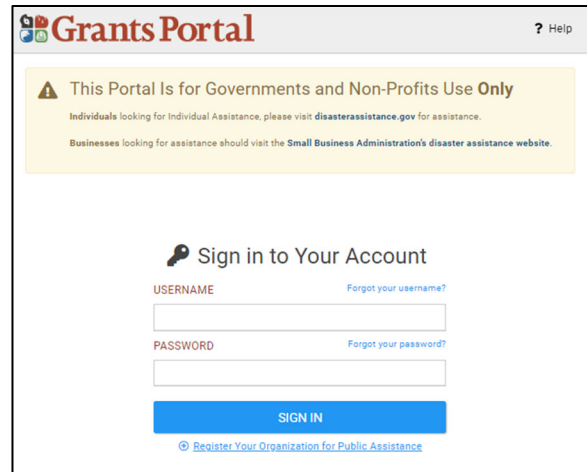 Grants Portal
? Help
This Portal Is for Governments and Non-Profits Use Only
Individuals looking for Individual Assistance, please visit disasterassistance.gov for assistance.
Businesses looking for assistance should visit the Small Business Administration's disaster assistance website.
Sign in to Your Account
USERNAME Forgot your username?
PASSWORD Forgot your password?
SIGN IN
Register Your Organization for Public Assistance